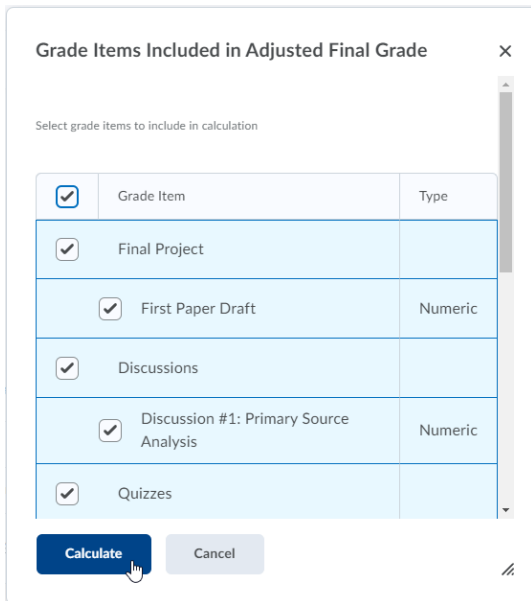 Grade Items Included in Adjusted Final Grade
Select grade items to include in calculation
Grade Item Type
Final Project
First Paper Draft Numeric
Discussions
Discussion #1: Primary Source
Analysis Numeric
Quizzes
Calculate Cancel